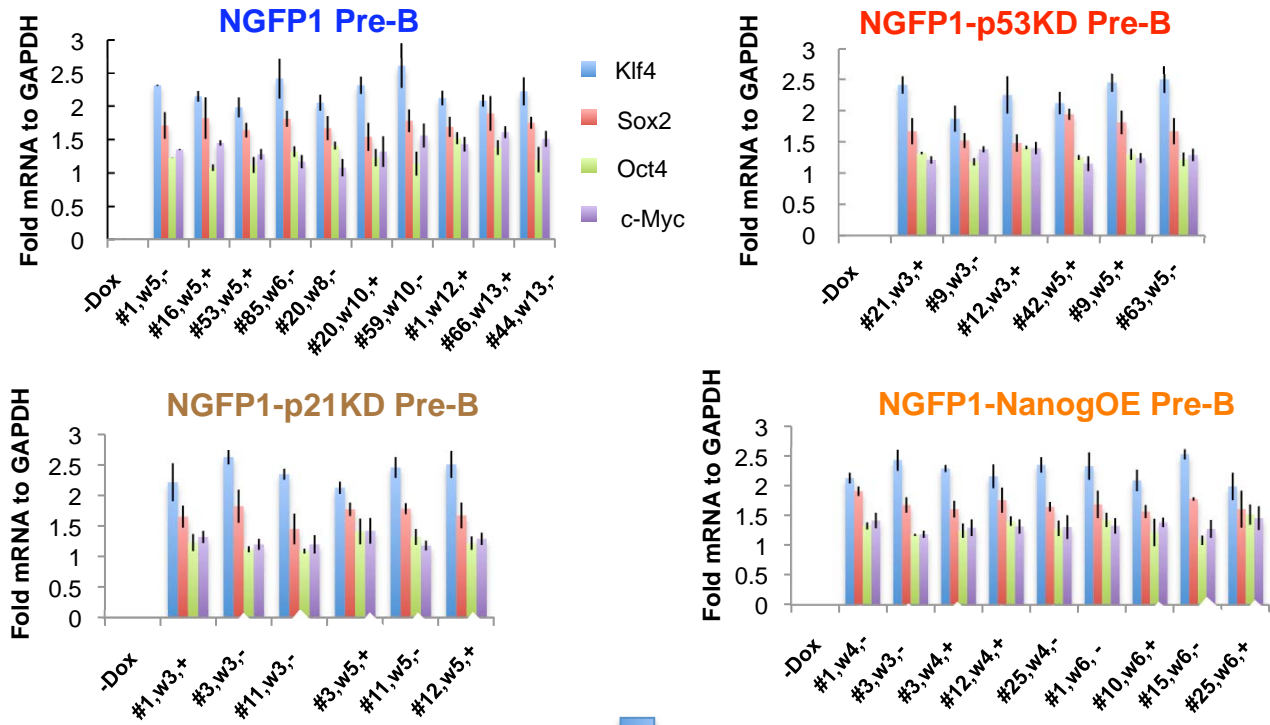 NGFP1 Pre-B
Fold mRNA to GAPDH
3
2.5
2
1.5
1
0.5
0
-Dox
#1,w5,-
#16,w5,+
#53,w5,+
#85,w6,-
#20,w8,-
#20,w10,+
#59,w10,-
#1,w12,+
#66,w13,+
#44,w13,-
Klf4
Sox2
Oct4
c-Myc
NGFP1-p53KD Pre-B
Fold mRNA to GAPDH
3
2.5
2
1.5
1
0.5
0
-Dox
#21,w3,+
#9,w3,-
#12,w3,+
#42,w5,+
#9,w5,+
#63,w5,-
NGFP1-p21KD Pre-B
Fold mRNA to GAPDH
3
2.5
2
1.5
1
0.5
0
-Dox
#1,w3,+
#3,w3,-
#11,w3,-
#3,w5,+
#11,w5,-
#12,w5,+
NGFP1-NanogOE Pre-B
Fold mRNA to GAPDH
3
2.5
2
1.5
1
0.5
0
-Dox
#1,w4,-
#3,w3,-
#3,w4,+
#12,w4,+
#25,w4,-
#1,w6, -
#10,w6,+
#15,w6,-
#25,w6,+